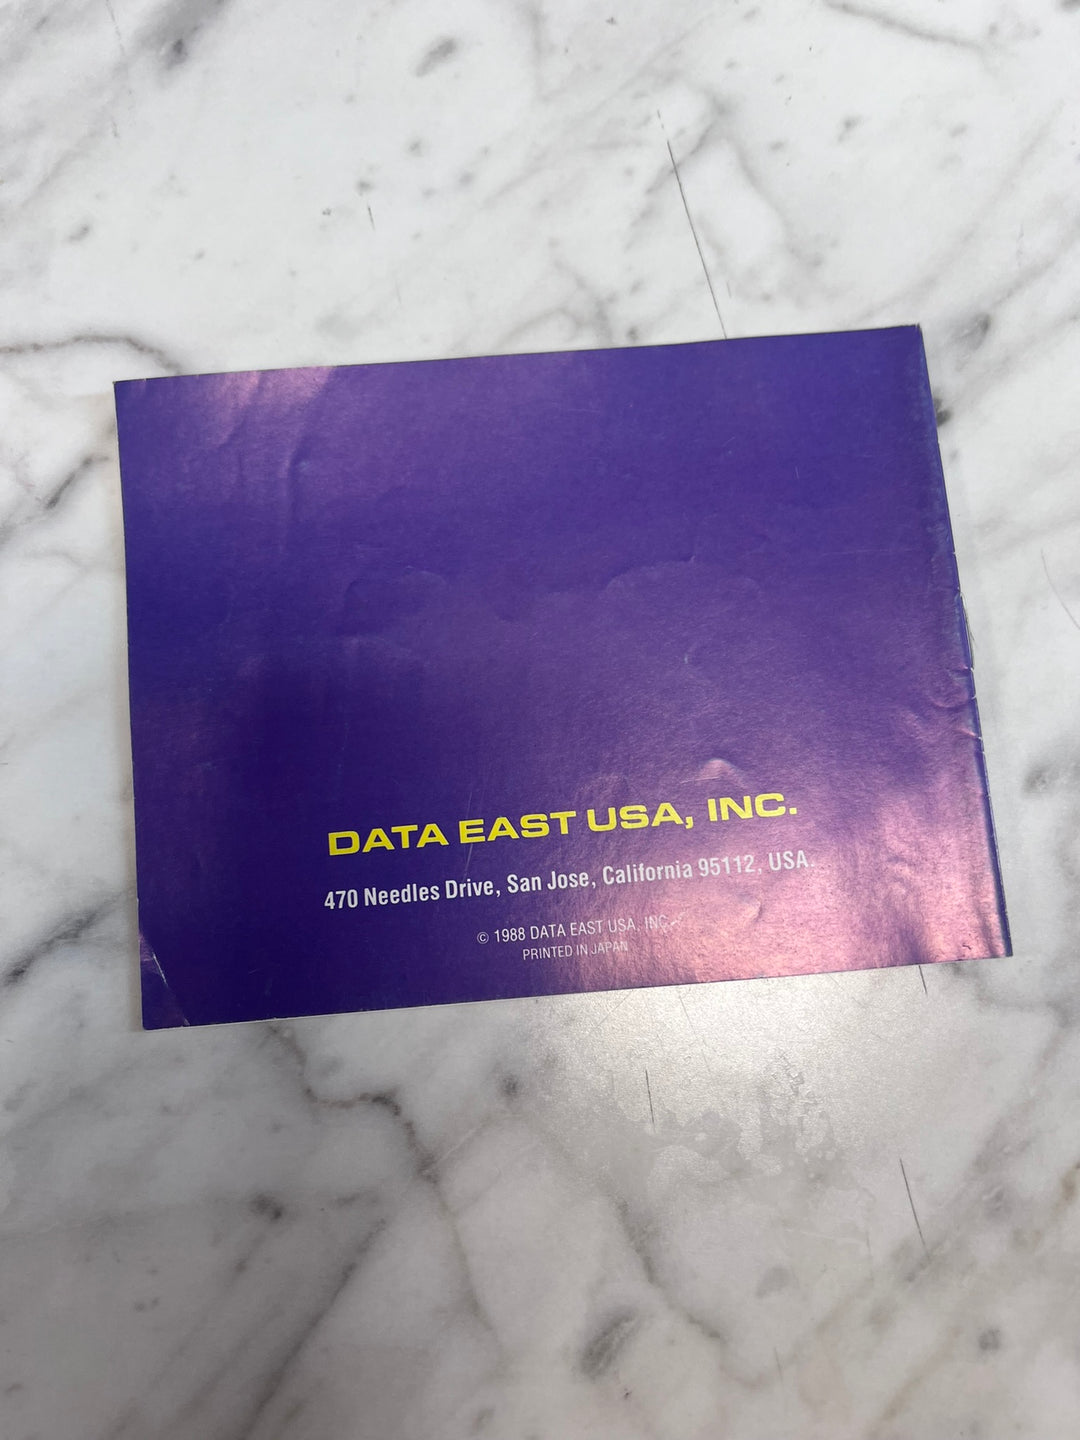 DATA EAST USA, INC.
470 Needles Drive, San Jose, California 95112, USA.
© 1988 DATA EAST USA, INC.
PRINTED IN JAPAN